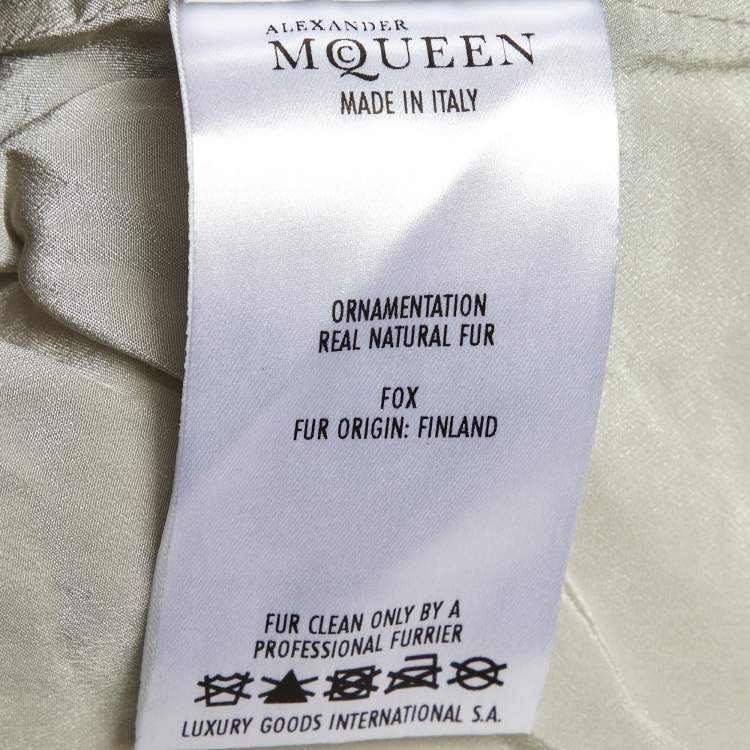 ALEXANDER
MCQUEEN
MADE IN ITALY
ORNAMENTATION
REAL NATURAL FUR
FOX
FUR ORIGIN: FINLAND
FUR CLEAN ONLY BY A
PROFESSIONAL FURRIER
LUXURY GOODS INTERNATIONAL S.A.